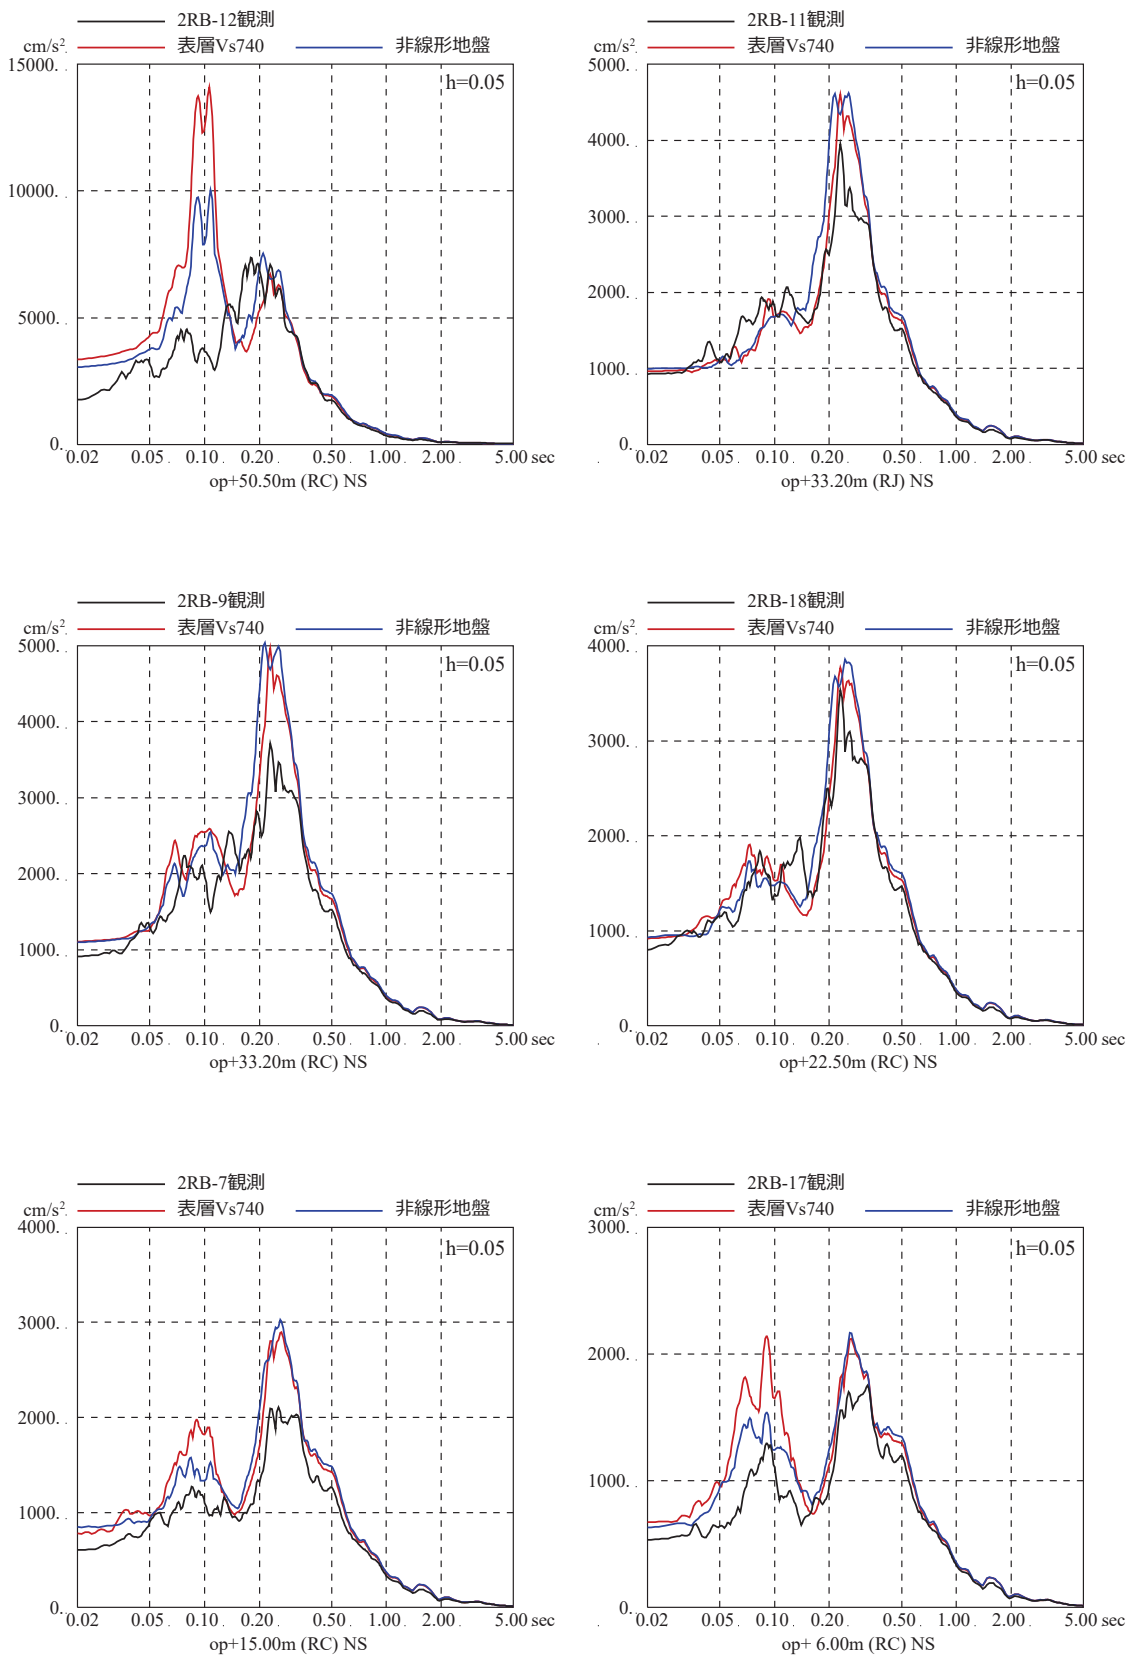 2RB-12観測
cm/s² 表層Vs740 非線形地盤
15000.
h=0.05
10000.
5000.
0.
0.02 0.05 0.10 0.20 0.50 1.00 2.00 5.00 sec
op+50.50m (RC) NS
2RB-11観測
cm/s² 表層Vs740 非線形地盤
5000.
h=0.05
4000.
3000.
2000.
1000.
0.
0.02 0.05 0.10 0.20 0.50 1.00 2.00 5.00 sec
op+33.20m (RJ) NS
2RB-9観測
cm/s² 表層Vs740 非線形地盤
5000.
h=0.05
4000.
3000.
2000.
1000.
0.
0.02 0.05 0.10 0.20 0.50 1.00 2.00 5.00 sec
op+33.20m (RC) NS
2RB-18観測
cm/s² 表層Vs740 非線形地盤
4000.
h=0.05
3000.
2000.
1000.
0.
0.02 0.05 0.10 0.20 0.50 1.00 2.00 5.00 sec
op+22.50m (RC) NS
2RB-7観測
cm/s² 表層Vs740 非線形地盤
4000.
h=0.05
3000.
2000.
1000.
0.
0.02 0.05 0.10 0.20 0.50 1.00 2.00 5.00 sec
op+15.00m (RC) NS
2RB-17観測
cm/s² 表層Vs740 非線形地盤
3000.
h=0.05
2000.
1000.
0.
0.02 0.05 0.10 0.20 0.50 1.00 2.00 5.00 sec
op+ 6.00m (RC) NS